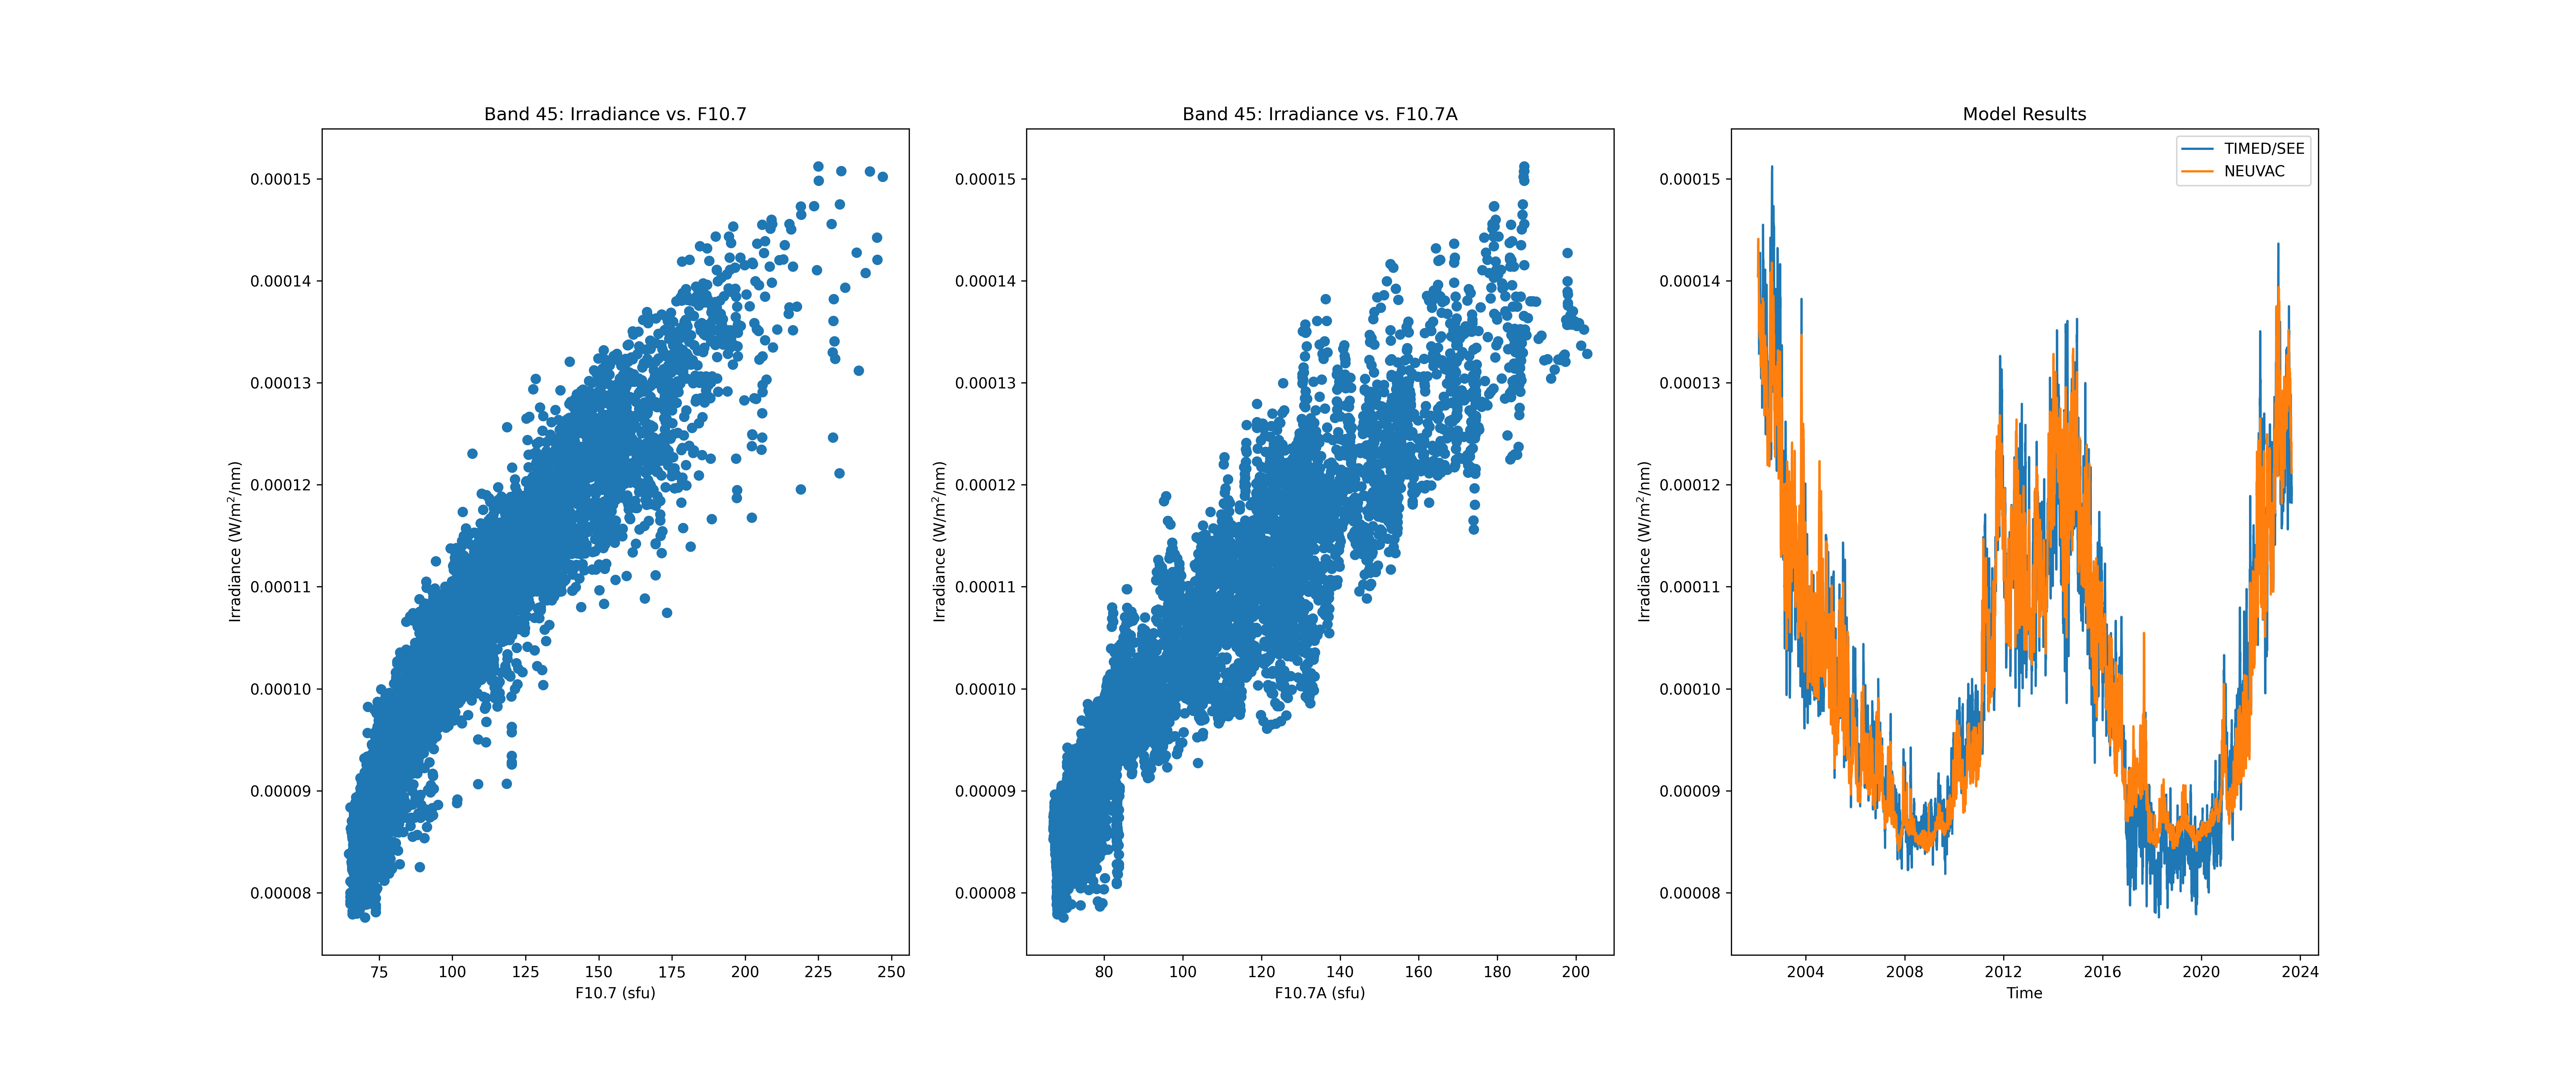 Band 45: Irradiance vs. F10.7
Irradiance (W/m²/nm)
0.00015
0.00014
0.00013
0.00012
0.00011
0.00010
0.00009
0.00008
75 100 125 150 175 200 225 250
F10.7 (sfu)
Band 45: Irradiance vs. F10.7A
Irradiance (W/m²/nm)
0.00015
0.00014
0.00013
0.00012
0.00011
0.00010
0.00009
0.00008
80 100 120 140 160 180 200
F10.7A (sfu)
Model Results
TIMED/SEE
NEUVAC
Irradiance (W/m²/nm)
0.00015
0.00014
0.00013
0.00012
0.00011
0.00010
0.00009
0.00008
2004 2008 2012 2016 2020 2024
Time